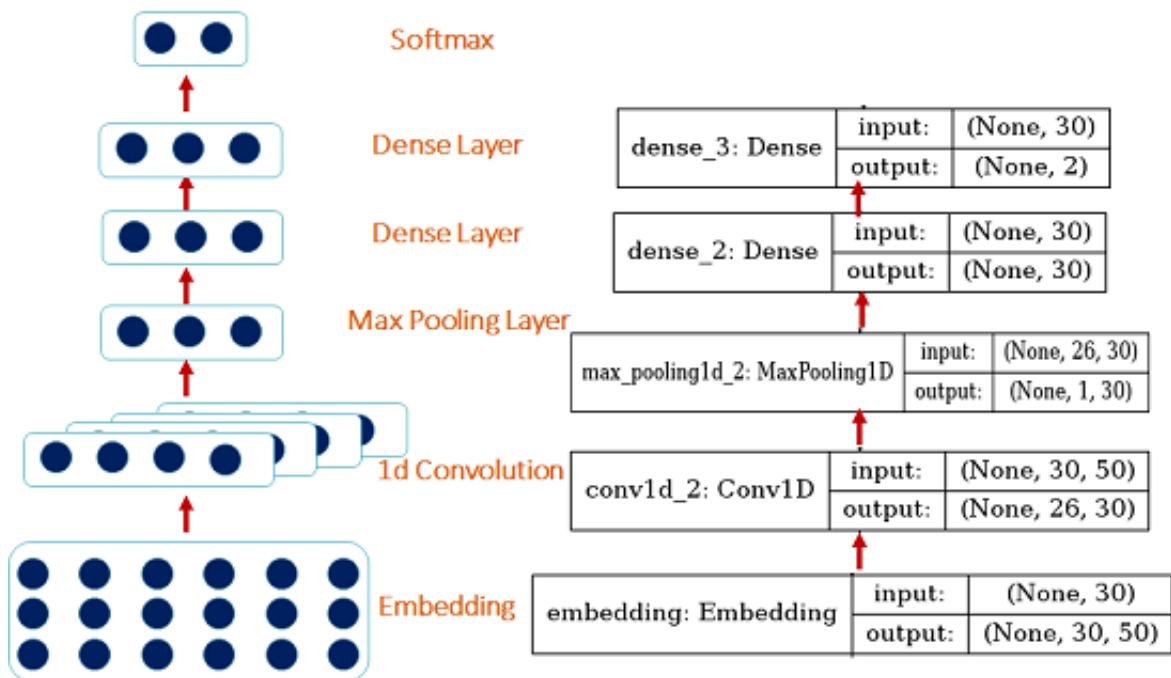 Softmax
Dense Layer
dense_3: Dense
input:
(None, 30)
output:
(None, 2)
Dense Layer
dense_2: Dense
input:
(None, 30)
output:
(None, 30)
Max Pooling Layer
max_pooling1d_2: MaxPooling1D
input:
(None, 26, 30)
output:
(None, 1, 30)
1d Convolution
conv1d_2: Conv1D
input:
(None, 30, 50)
output:
(None, 26, 30)
Embedding
embedding: Embedding
input:
(None, 30)
output:
(None, 30, 50)